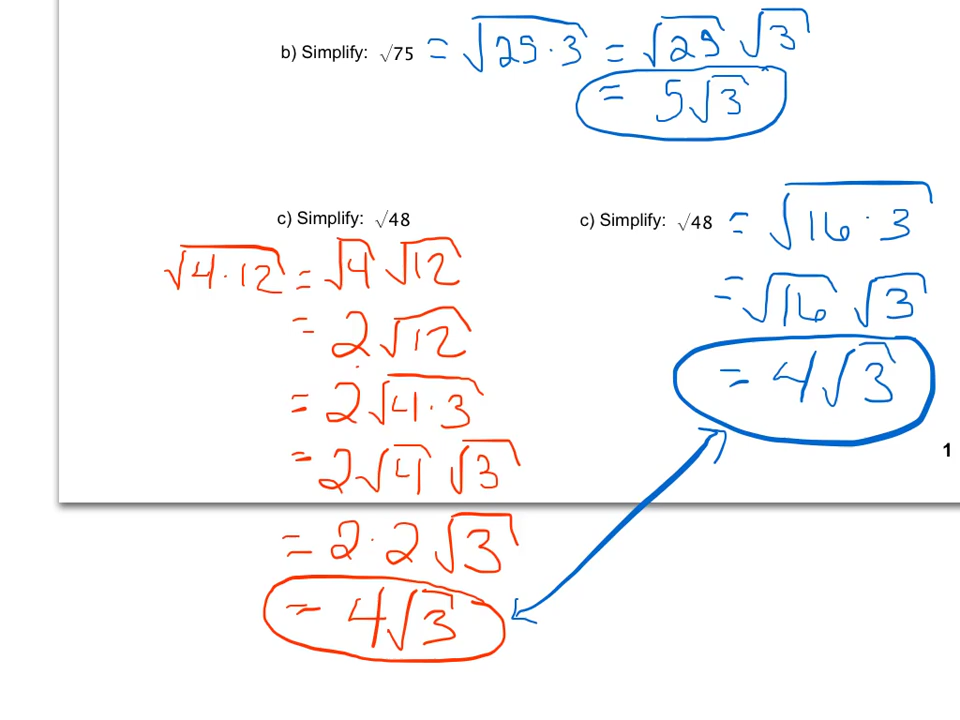 b) Simplify: √75 = √25·3 = √25 √3
= 5√3
c) Simplify: √48
√4·12 = √4 √12
= 2√12
= 2√4·3
= 2√4 √3
= 2·2√3
= 4√3
c) Simplify: √48 = √16·3
= √16 √3
= 4√3
1